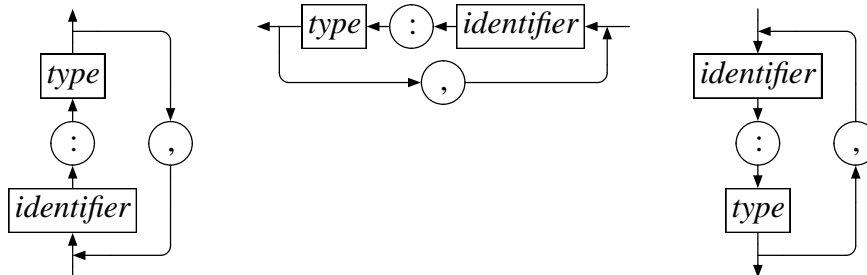 type
:
,
identifier
type : identifier
,
identifier
:
,
type